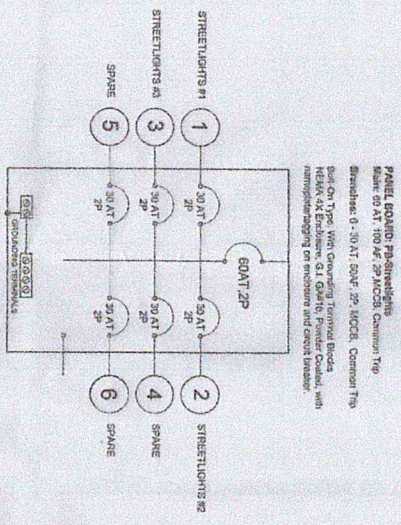 PANEL BOARD: PB-Streetlights
Main: 60 AT, 100 AF, 2P MCCB, Common Trip
Branches: 6 - 30 AT, 50AF, 2P, MCCB, Common Trip
Bolt-On Type, With Grounding Terminal Blocks
NEMA 4X Enclosure, G.I. GA#16, Powder Coated, with
nameplate/tagging on enclosure and circuit breaker.
60AT,2P
STREETLIGHTS #1
1
30 AT
2P
30 AT
2P
2
STREETLIGHTS #2
STREETLIGHTS #3
3
30 AT
2P
30 AT
2P
4
SPARE
SPARE
5
30 AT
2P
30 AT
2P
6
SPARE
GROUNDING TERMINALS